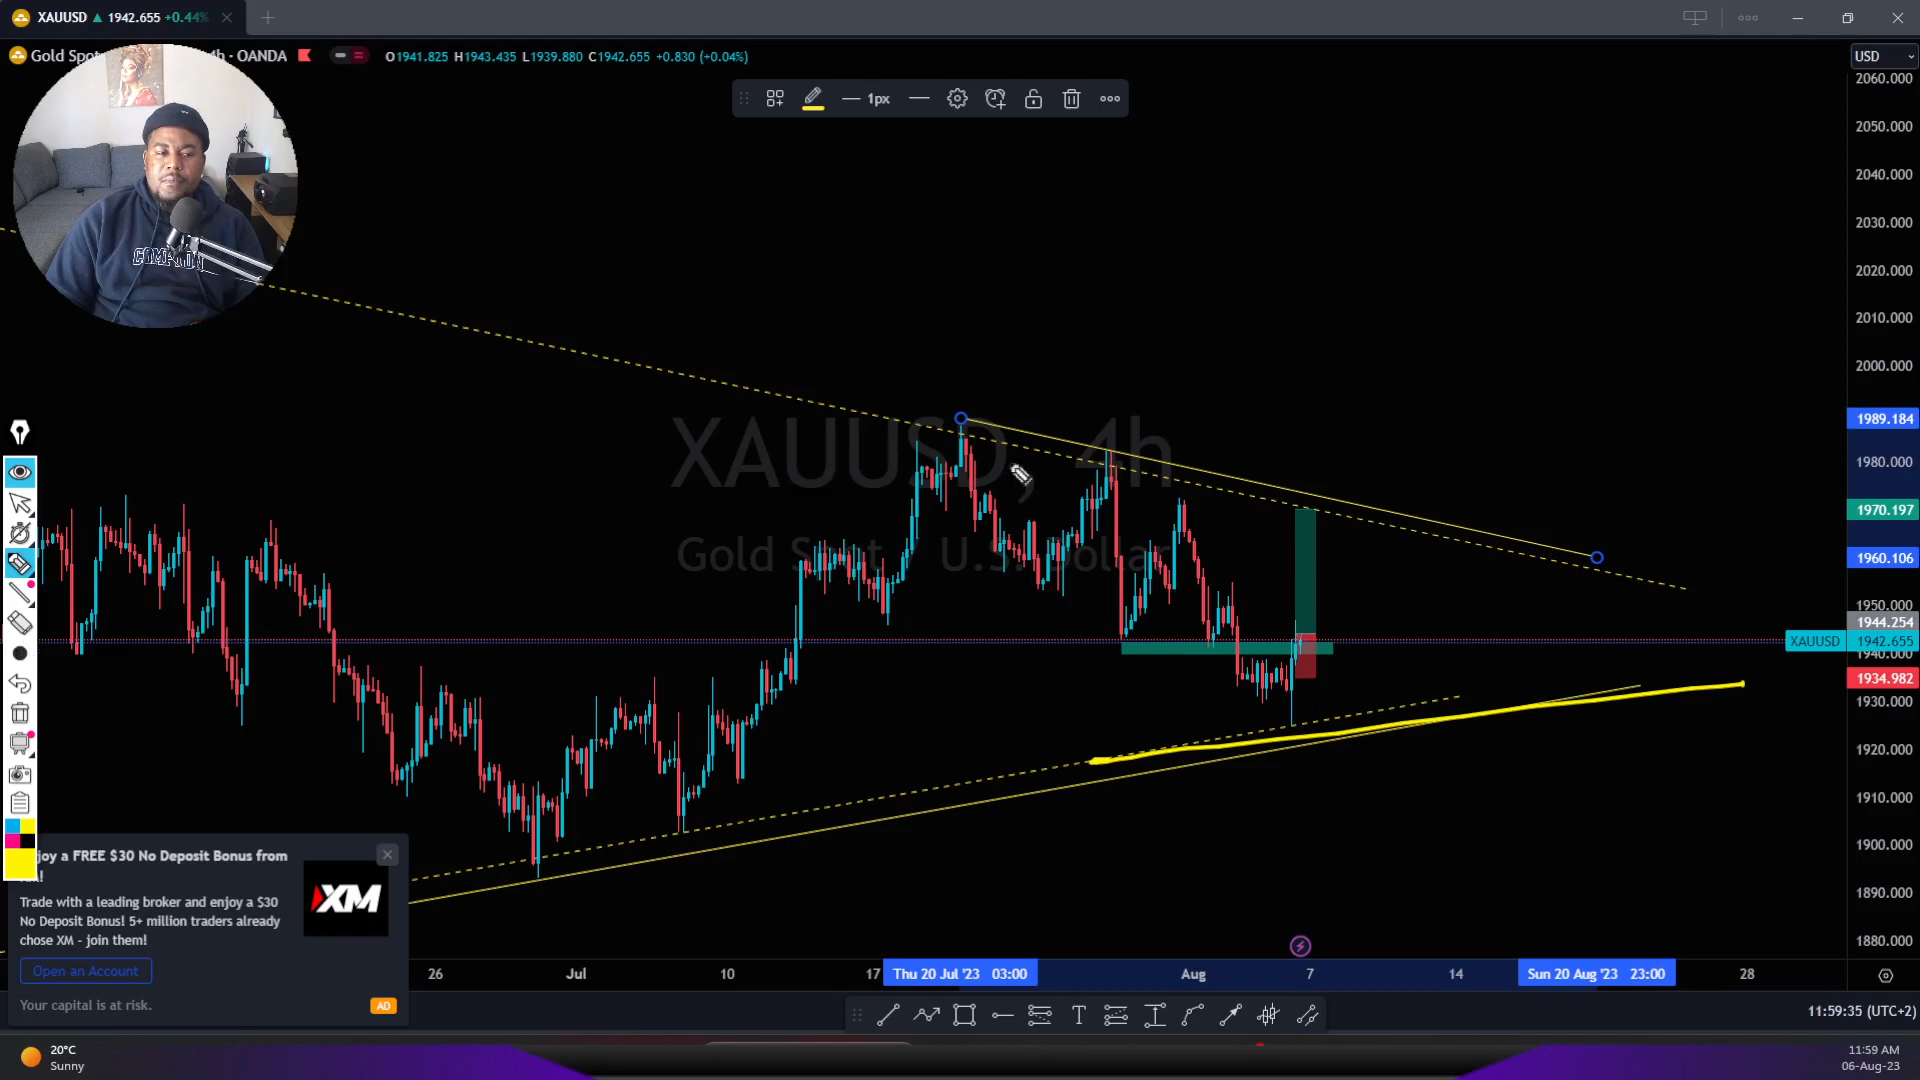 XAUUSD ▲ 1942.655 +0.44%
Gold Spot 4h · OANDA O1941.825 H1943.435 L1939.880 C1942.655 +0.830 (+0.04%)
USD
1px
2060.000
2050.000
2040.000
2030.000
2020.000
2010.000
2000.000
1989.184
1980.000
1970.197
1960.106
1950.000
1944.254
XAUUSD 1942.655
1940.000
1934.982
1930.000
1920.000
1910.000
1900.000
1890.000
1880.000
COMPTON
XAUUSD, 4h
Gold Spot / U.S. Dollar
joy a FREE $30 No Deposit Bonus from
Trade with a leading broker and enjoy a $30
No Deposit Bonus! 5+ million traders already
chose XM - join them!
XM
Open an Account
Your capital is at risk.
AD
26 Jul 10 17 Thu 20 Jul '23 03:00 Aug 7 14 Sun 20 Aug '23 23:00 28
T
11:59:35 (UTC+2)
20°C
Sunny
11:59 AM
06-Aug-23